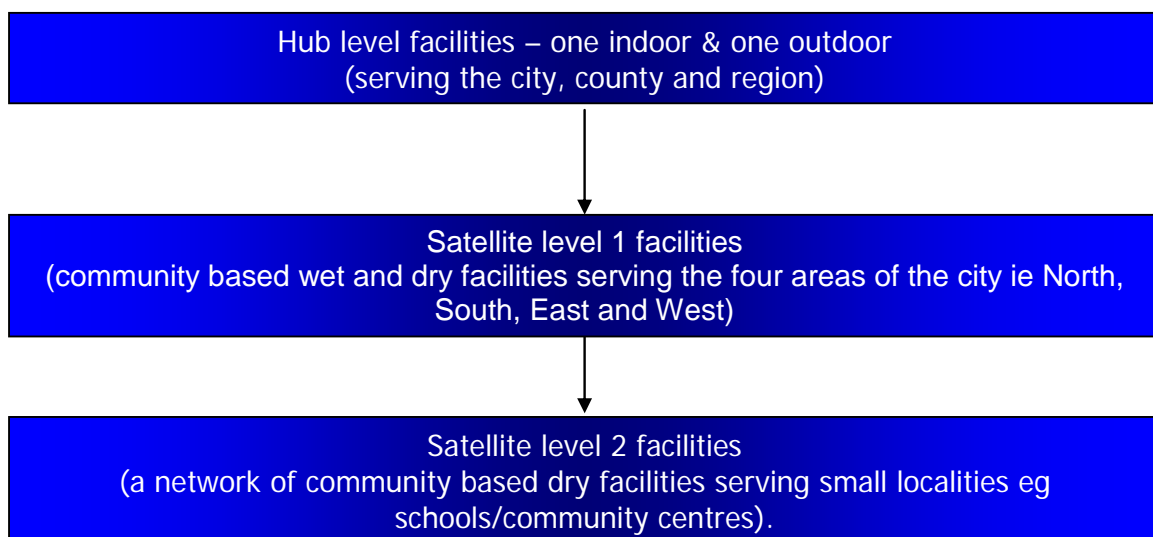 Hub level facilities – one indoor & one outdoor
(serving the city, county and region)
Satellite level 1 facilities
(community based wet and dry facilities serving the four areas of the city ie North,
South, East and West)
Satellite level 2 facilities
(a network of community based dry facilities serving small localities eg
schools/community centres).